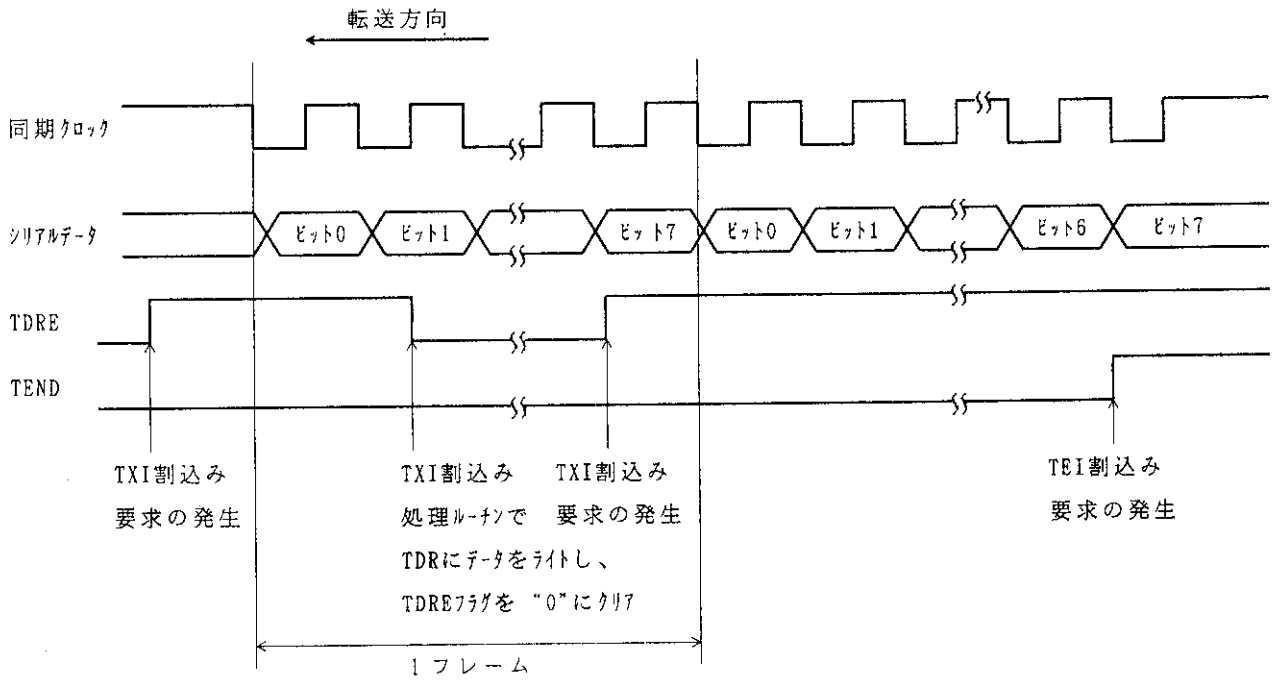 転送方向
同期クロック
シリアルデータ
ビット0
ビット1
ビット7
ビット0
ビット1
ビット6
ビット7
TDRE
TEND
TXI割込み
要求の発生
TXI割込み
処理ルーチンで
TDRにデータをライトし、
TDREフラグを “0”にクリア
TXI割込み
要求の発生
TEI割込み
要求の発生
1フレーム